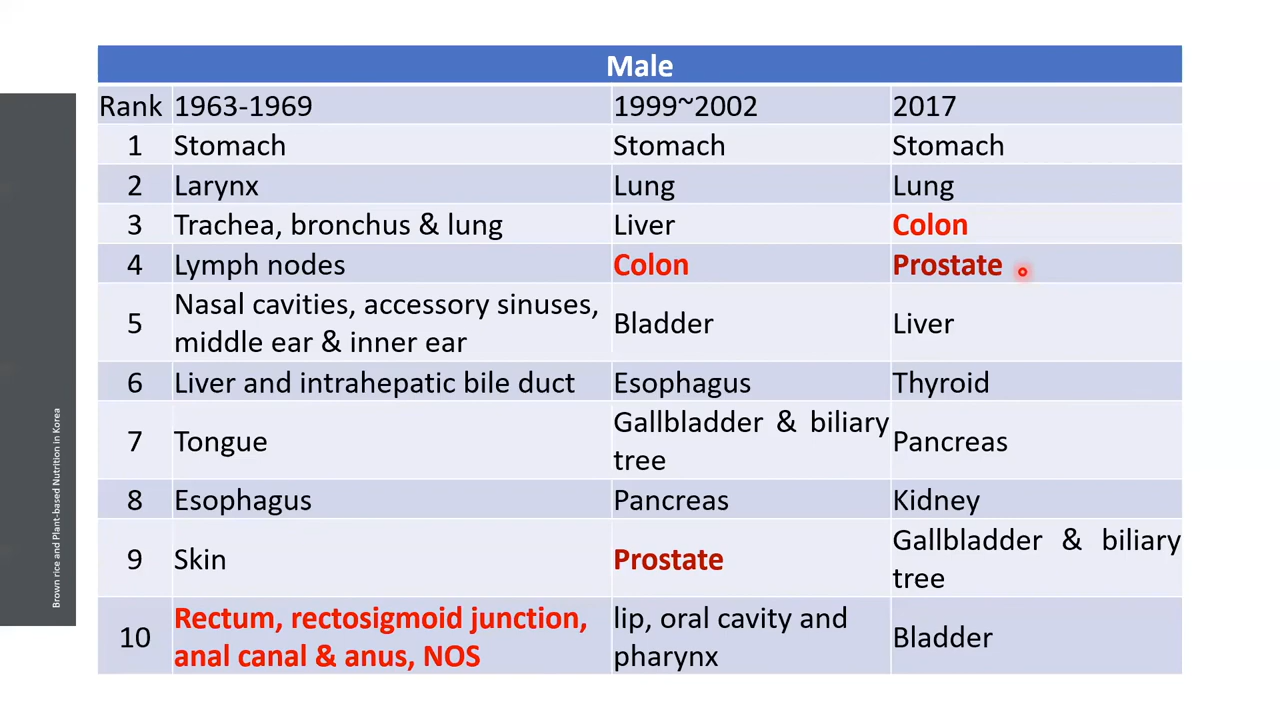 Male
Rank 1963-1969 1999~2002 2017
1 Stomach Stomach Stomach
2 Larynx Lung Lung
3 Trachea, bronchus & lung Liver Colon
4 Lymph nodes Colon Prostate
5 Nasal cavities, accessory sinuses, middle ear & inner ear Bladder Liver
6 Liver and intrahepatic bile duct Esophagus Thyroid
7 Tongue Gallbladder & biliary tree Pancreas
8 Esophagus Pancreas Kidney
9 Skin Prostate Gallbladder & biliary tree
10 Rectum, rectosigmoid junction, anal canal & anus, NOS lip, oral cavity and pharynx Bladder
Brown rice and Plant-based Nutrition in Korea